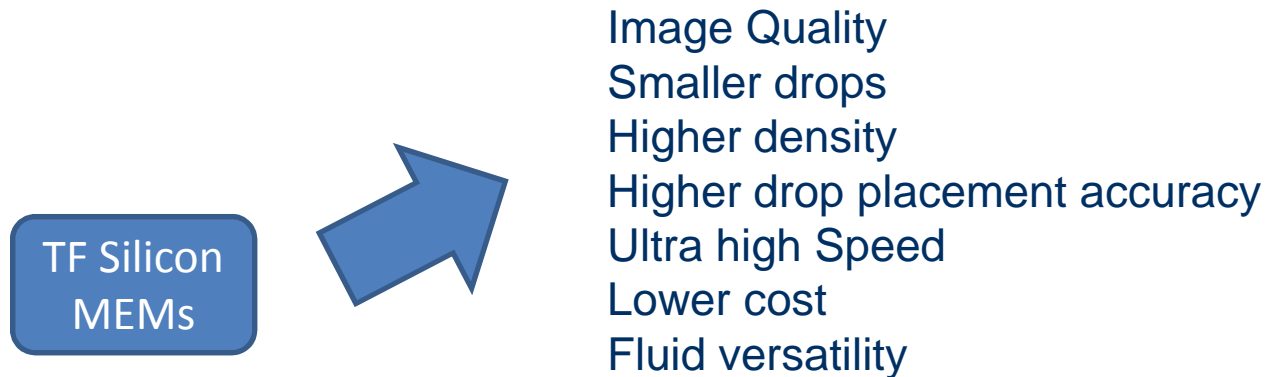 Image Quality
Smaller drops
Higher density
Higher drop placement accuracy
Ultra high Speed
Lower cost
Fluid versatility
TF Silicon
MEMs